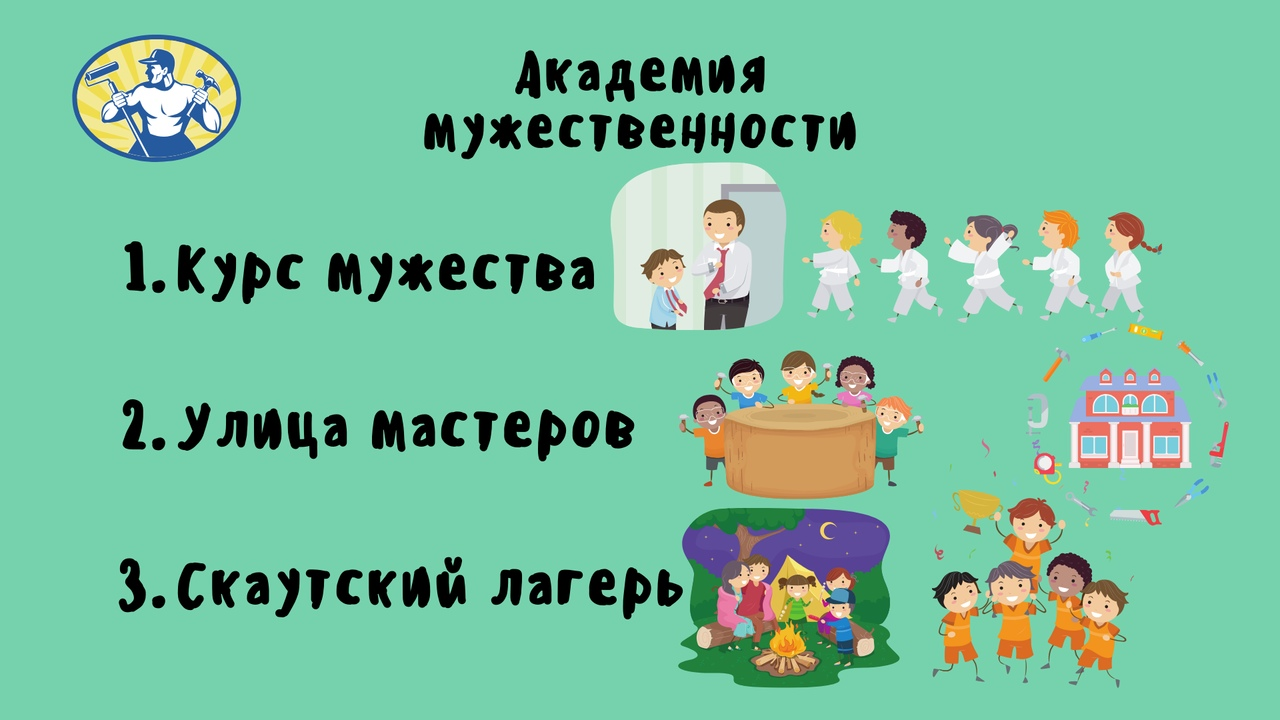 Академия
мужественности
1. Курс мужества
2. Улица мастеров
3. Скаутский лагерь